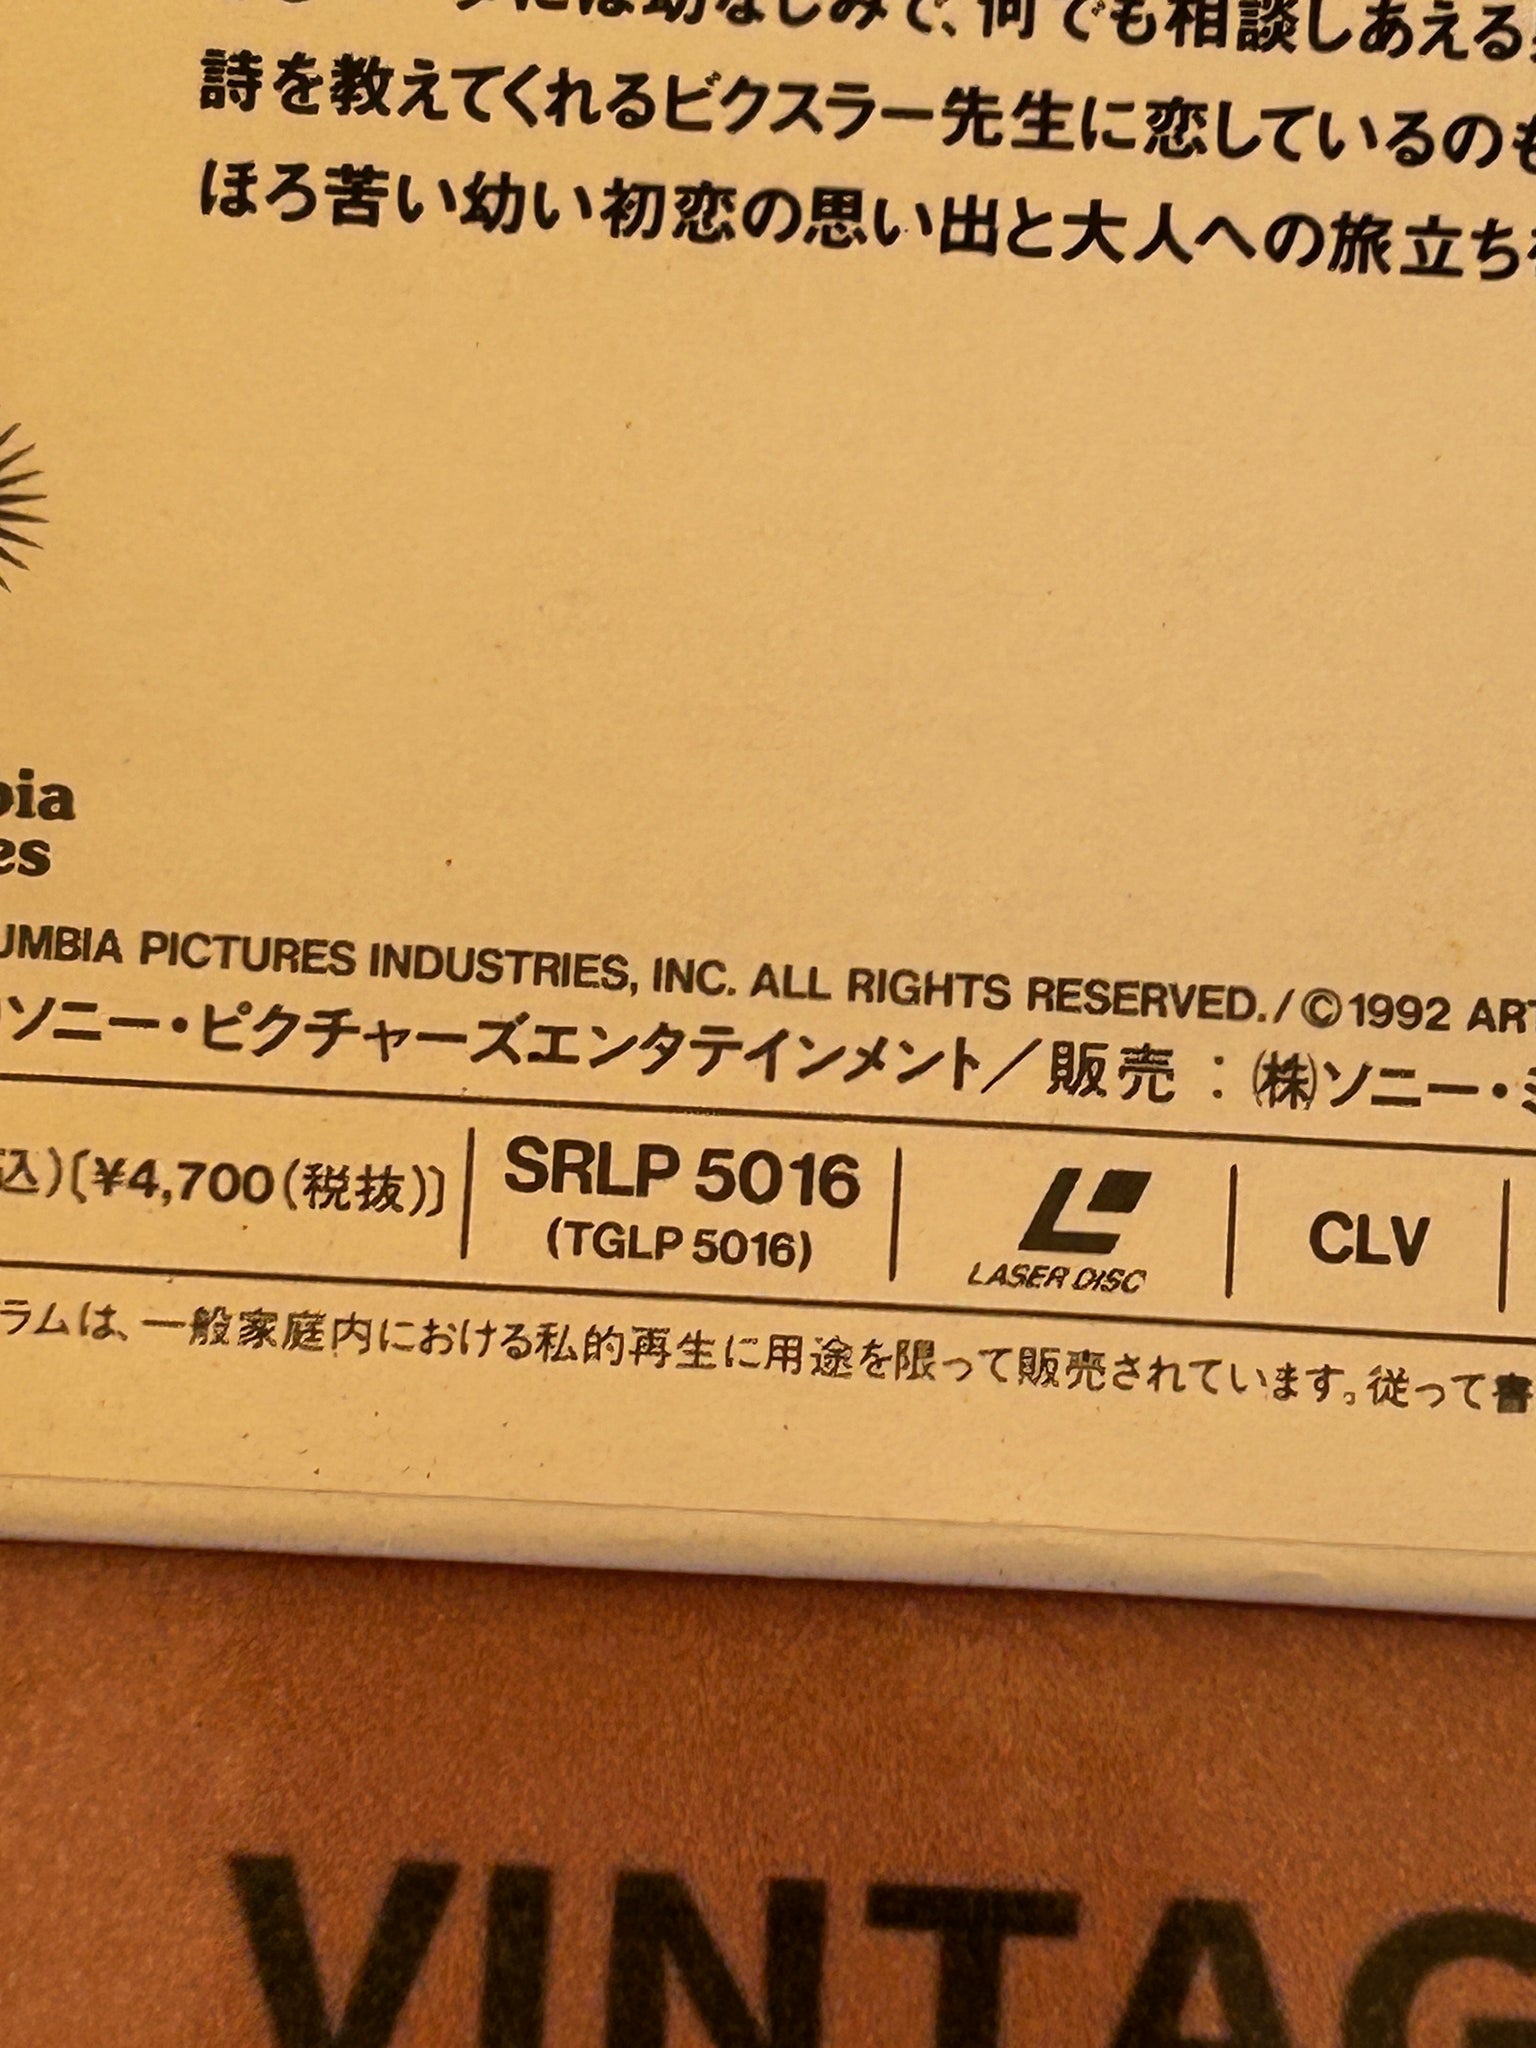 には幼なじみで、何でも相談しあえる
詩を教えてくれるビクスラー先生に恋しているのも
ほろ苦い幼い初恋の思い出と大人への旅立ち
bia
es
UMBIA PICTURES INDUSTRIES, INC. ALL RIGHTS RESERVED./©1992 ART
ソニー・ピクチャーズエンタテインメント/販売:㈱ソニー・ミ
込)〔¥4,700(税抜)〕
SRLP 5016
(TGLP 5016)
LASER DISC
CLV
ラムは、一般家庭内における私的再生に用途を限って販売されています。従って書
VINTAG